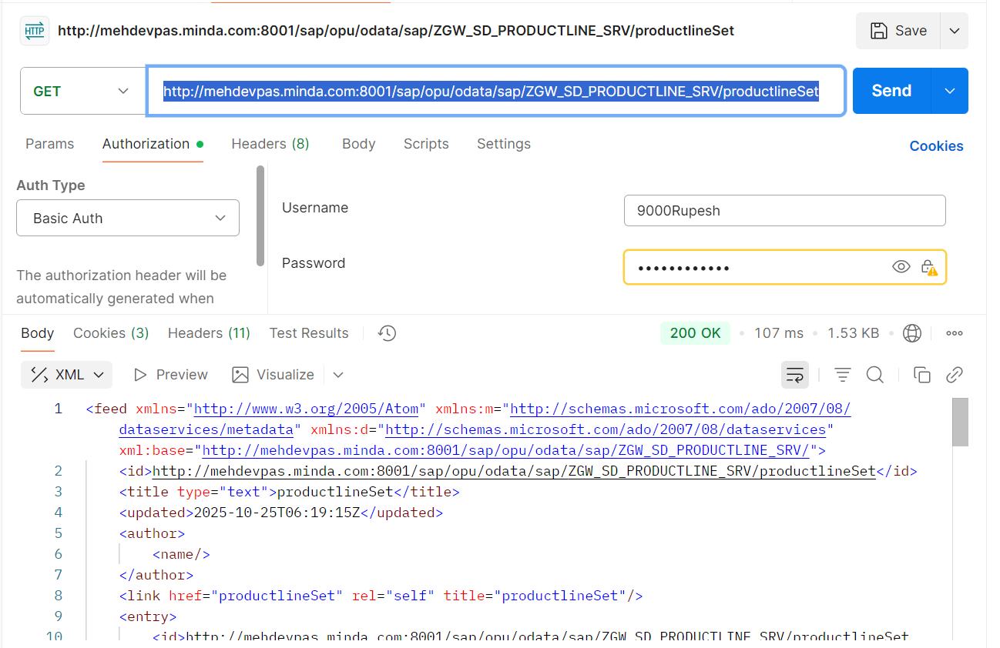 HTTP http://mehdevpas.minda.com:8001/sap/opu/odata/sap/ZGW_SD_PRODUCTLINE_SRV/productlineSet Save
GET http://mehdevpas.minda.com:8001/sap/opu/odata/sap/ZGW_SD_PRODUCTLINE_SRV/productlineSet Send
Params Authorization Headers (8) Body Scripts Settings Cookies
Auth Type
Basic Auth
The authorization header will be
automatically generated when
Username 9000Rupesh
Password ••••••••••••
Body Cookies (3) Headers (11) Test Results 200 OK • 107 ms • 1.53 KB •
XML Preview Visualize
1 <feed xmlns="http://www.w3.org/2005/Atom" xmlns:m="http://schemas.microsoft.com/ado/2007/08/
dataservices/metadata" xmlns:d="http://schemas.microsoft.com/ado/2007/08/dataservices"
xml:base="http://mehdevpas.minda.com:8001/sap/opu/odata/sap/ZGW_SD_PRODUCTLINE_SRV/">
2 <id>http://mehdevpas.minda.com:8001/sap/opu/odata/sap/ZGW_SD_PRODUCTLINE_SRV/productlineSet</id>
3 <title type="text">productlineSet</title>
4 <updated>2025-10-25T06:19:15Z</updated>
5 <author>
6 <name/>
7 </author>
8 <link href="productlineSet" rel="self" title="productlineSet"/>
9 <entry>
10 <id>http://mehdevpas.minda.com:8001/sap/opu/odata/sap/ZGW_SD_PRODUCTLINE_SRV/productlineSet